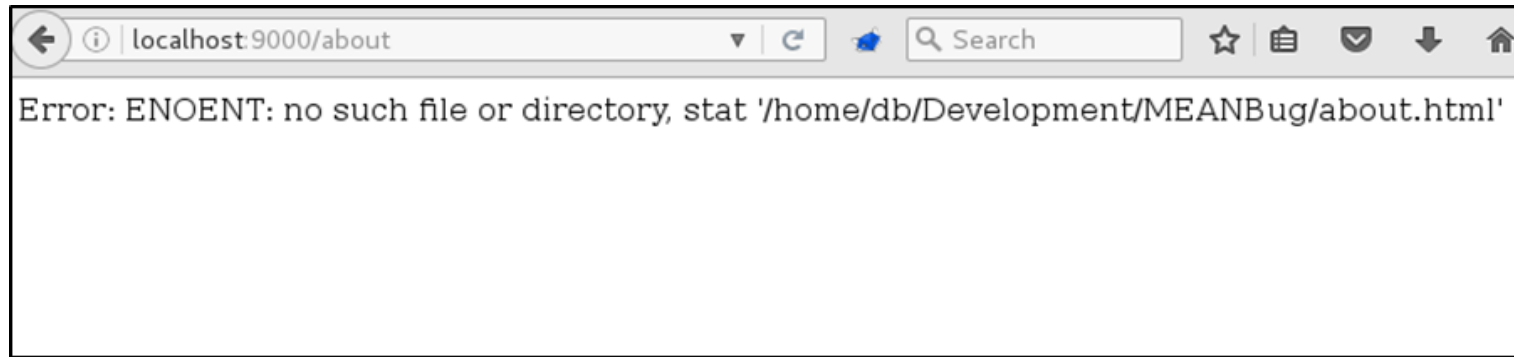 localhost:9000/about
Search
Error: ENOENT: no such file or directory, stat '/home/db/Development/MEANBug/about.html'